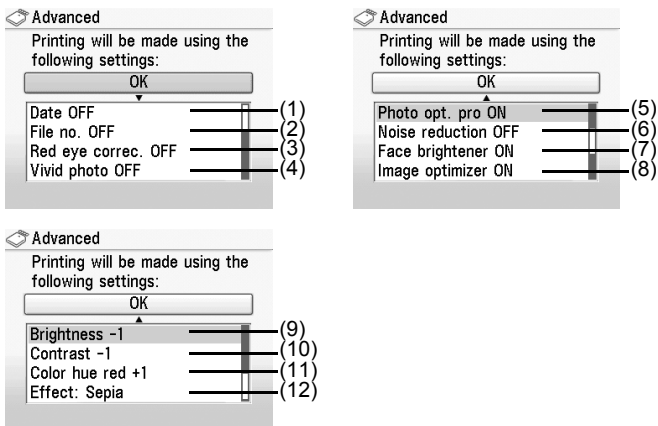 Advanced
Printing will be made using the
following settings:
OK
Date OFF (1)
File no. OFF (2)
Red eye correc. OFF (3)
Vivid photo OFF (4)
Advanced
Printing will be made using the
following settings:
OK
Photo opt. pro ON (5)
Noise reduction OFF (6)
Face brightener ON (7)
Image optimizer ON (8)
Advanced
Printing will be made using the
following settings:
OK
Brightness -1 (9)
Contrast -1 (10)
Color hue red +1 (11)
Effect: Sepia (12)